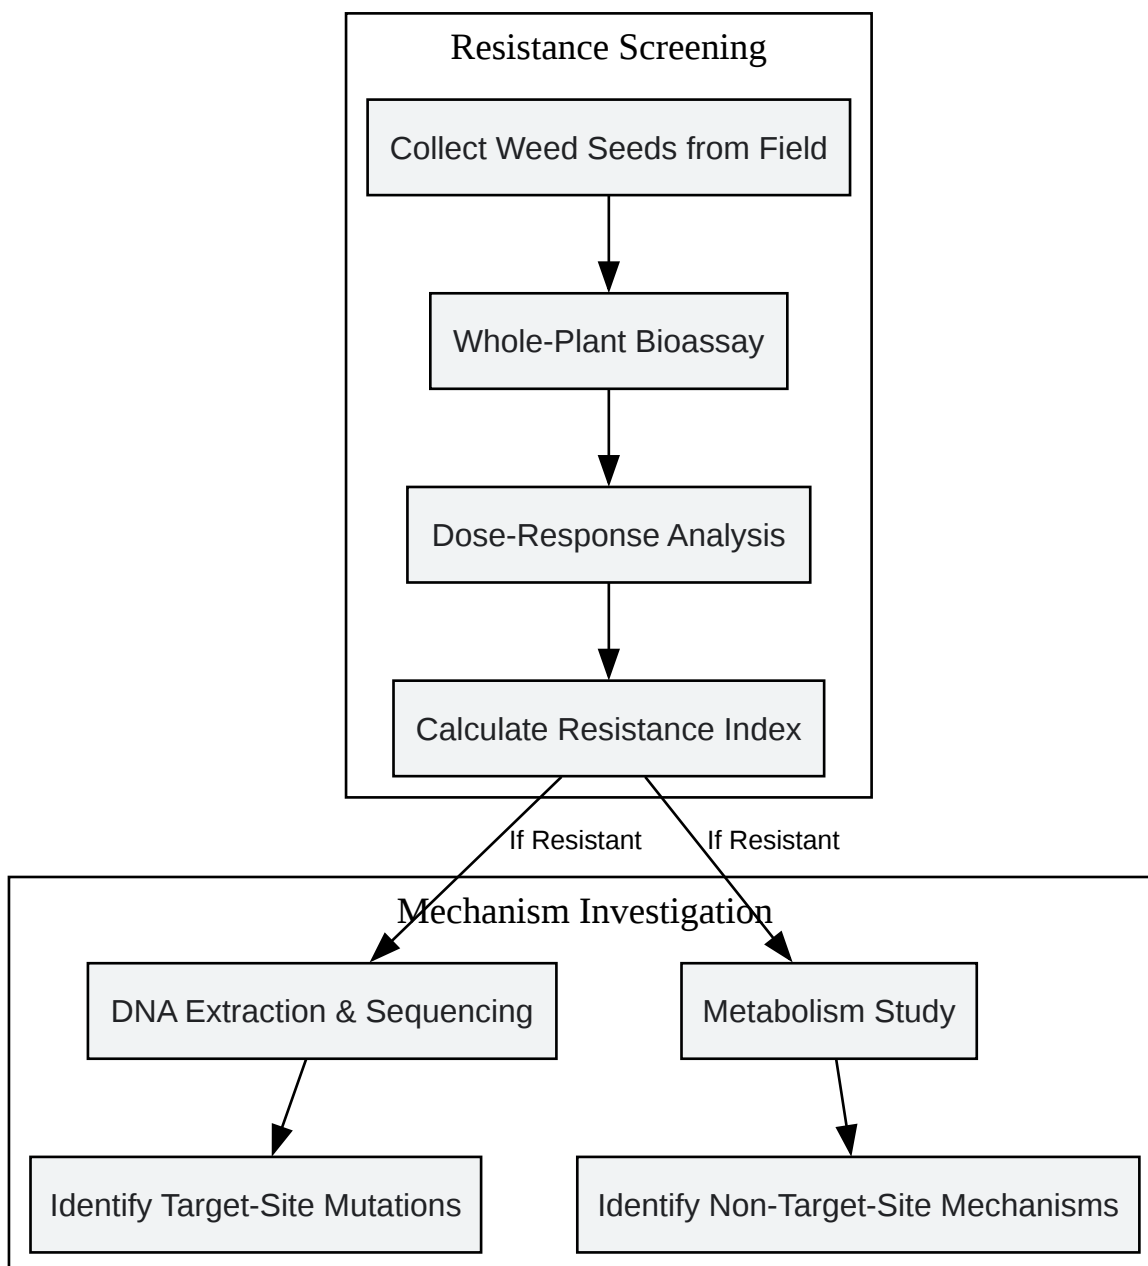 Resistance Screening
Collect Weed Seeds from Field
Whole-Plant Bioassay
Dose-Response Analysis
Calculate Resistance Index
If Resistant
If Resistant
Mechanism Investigation
DNA Extraction & Sequencing
Metabolism Study
Identify Target-Site Mutations
Identify Non-Target-Site Mechanisms